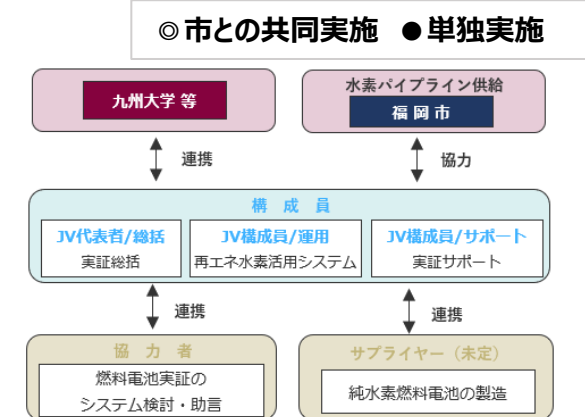 ◎市との共同実施 ●単独実施
九州大学 等
水素パイプライン供給
福岡市
連携
協力
構成員
JV代表者/総括
実証総括
JV構成員/運用
再エネ水素活用システム
JV構成員/サポート
実証サポート
連携
連携
協力者
燃料電池実証の
システム検討・助言
サプライヤー（未定）
純水素燃料電池の製造